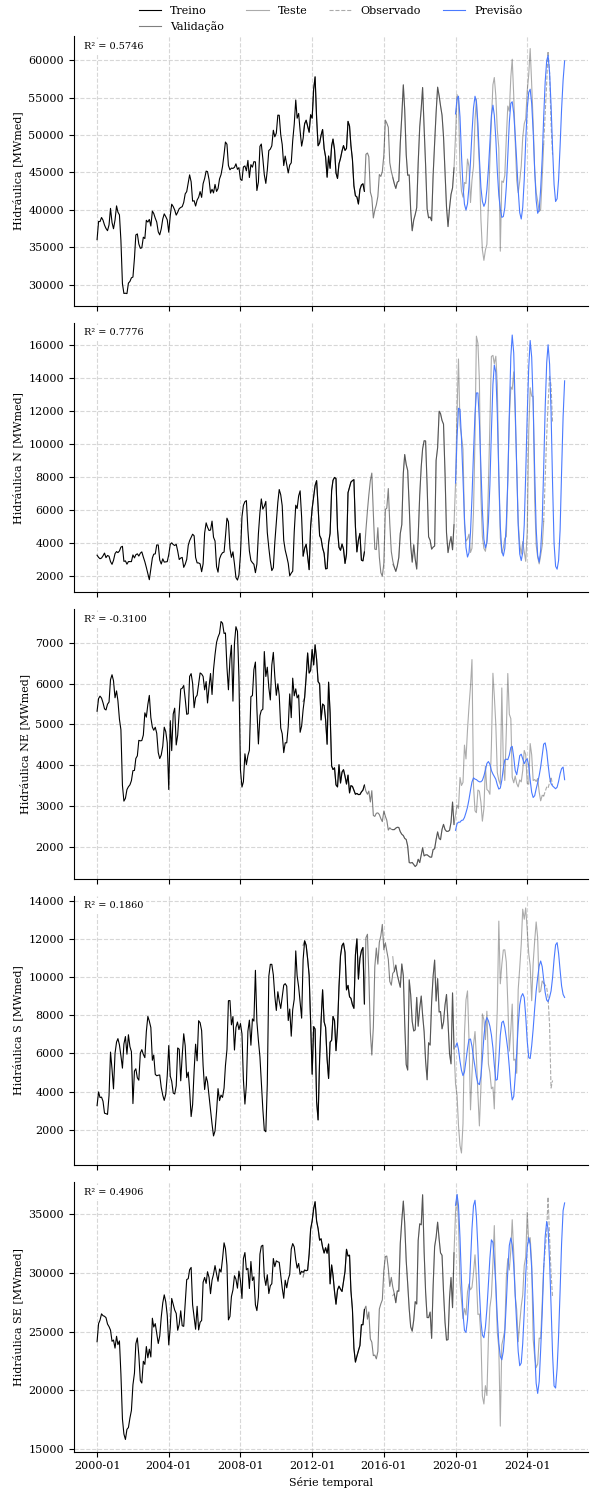 Treino
Validação
Teste
Observado
Previsão
R² = 0.5746
Hidráulica [MWmed]
60000
55000
50000
45000
40000
35000
30000
R² = 0.7776
Hidráulica N [MWmed]
16000
14000
12000
10000
8000
6000
4000
2000
R² = -0.3100
Hidráulica NE [MWmed]
7000
6000
5000
4000
3000
2000
R² = 0.1860
Hidráulica S [MWmed]
14000
12000
10000
8000
6000
4000
2000
R² = 0.4906
Hidráulica SE [MWmed]
35000
30000
25000
20000
15000
2000-01 2004-01 2008-01 2012-01 2016-01 2020-01 2024-01
Série temporal